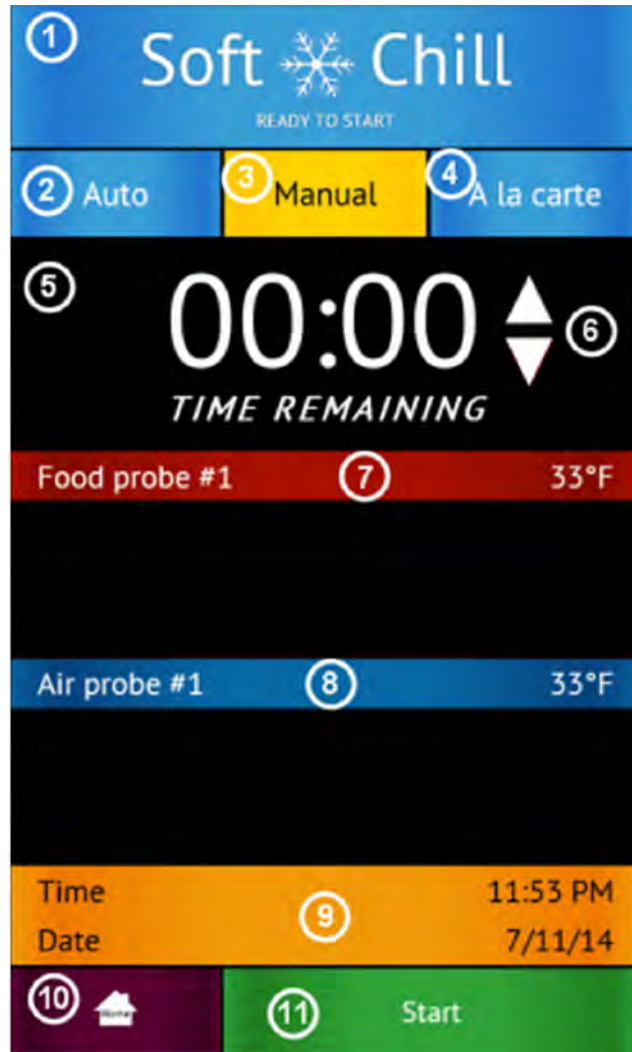 1
Soft Chill
READY TO START
2 Auto 3 Manual 4 A la carte
5
00:00 6
TIME REMAINING
Food probe #1 7 33°F
Air probe #1 8 33°F
Time 11:53 PM
9
Date 7/11/14
10 Home 11 Start